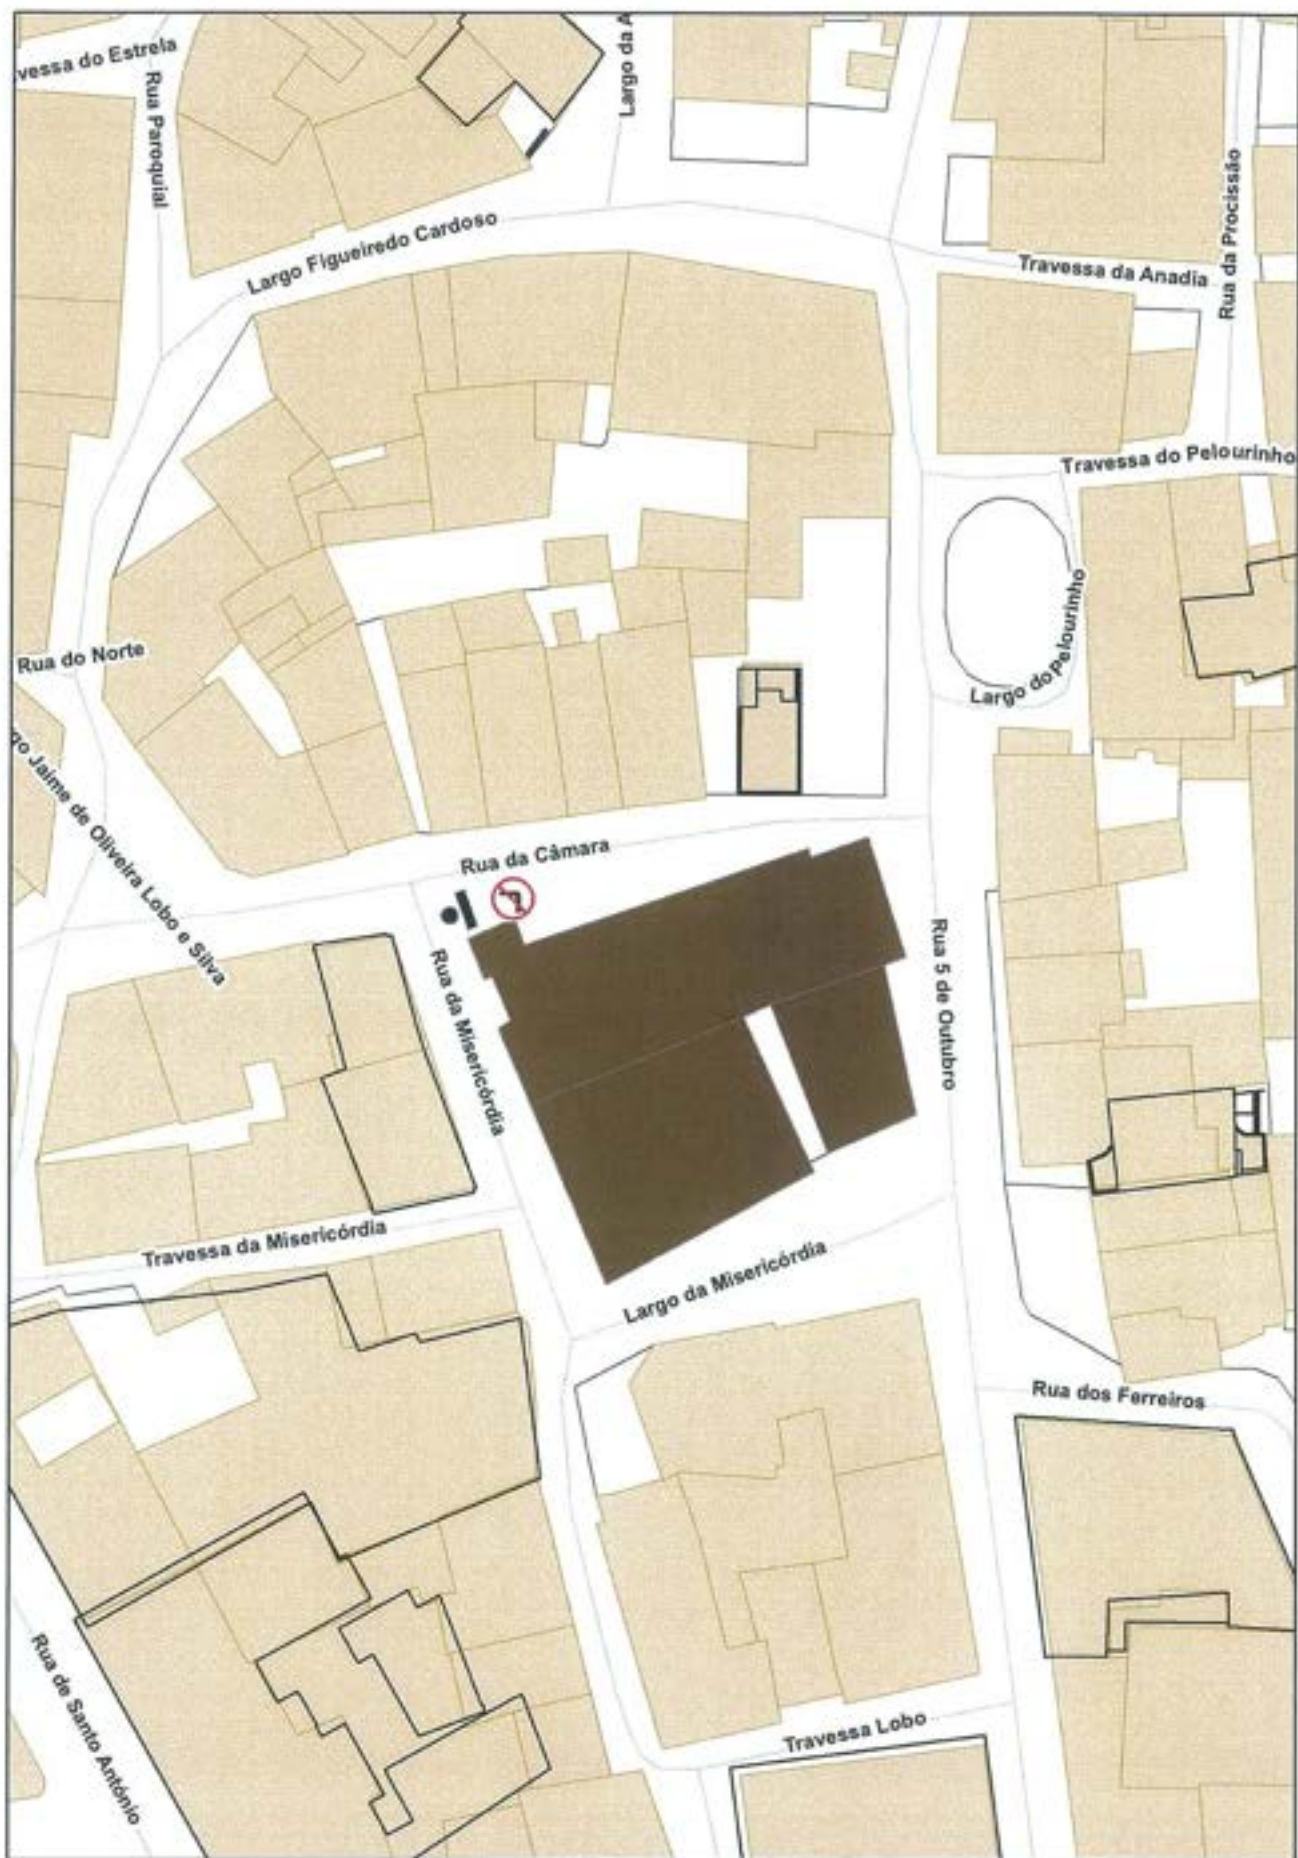 vessa do Estrela
Rua Paroquial
Largo da A
Largo Figueiredo Cardoso
Travessa da Anadia
Rua da Procissão
Travessa do Pelourinho
Largo do Pelourinho
Rua do Norte
go Jaime de Oliveira Lobo e Silva
Rua da Câmara
Rua da Misericórdia
Rua 5 de Outubro
Travessa da Misericórdia
Largo da Misericórdia
Rua dos Ferreiros
Rua de Santo António
Travessa Lobo